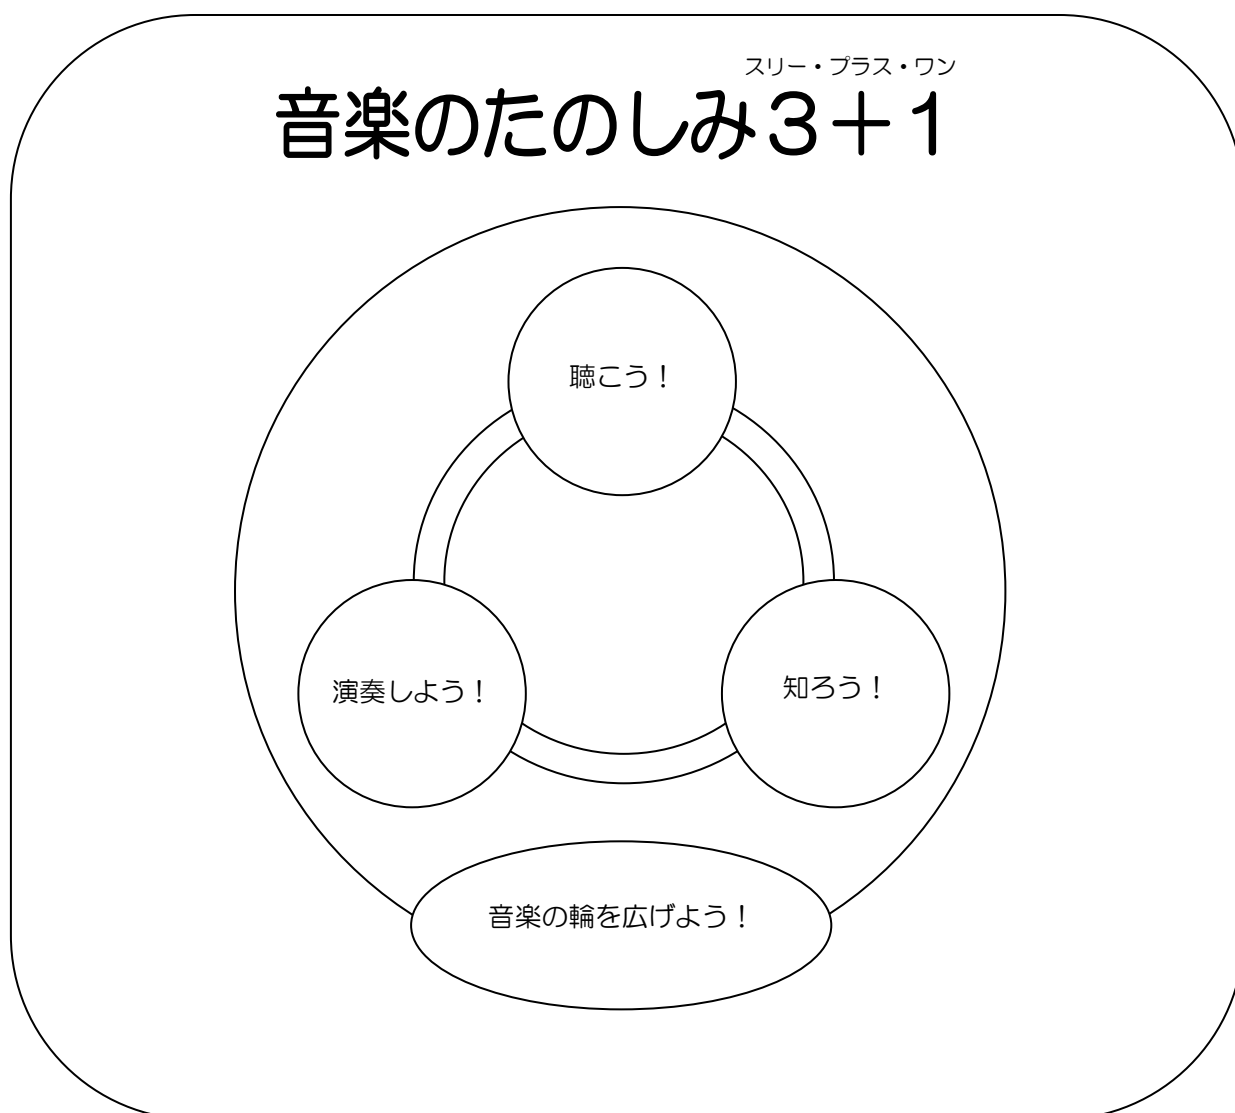 スリー・プラス・ワン
音楽のたのしみ３＋１
聴こう！
演奏しよう！
知ろう！
音楽の輪を広げよう！